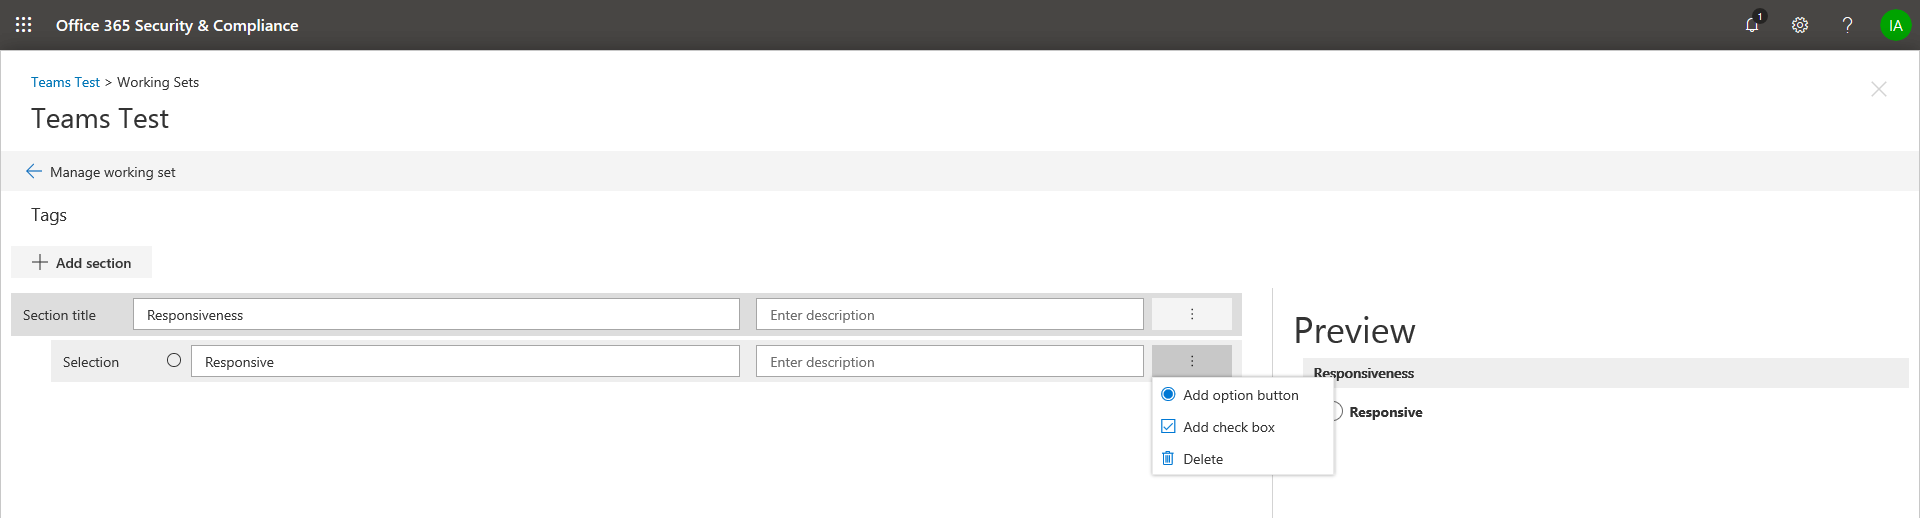 Office 365 Security & Compliance
1
IA
Teams Test > Working Sets
Teams Test
Manage working set
Tags
Add section
Section title
Responsiveness
Enter description
Selection
Responsive
Enter description
Add option button
Add check box
Delete
Preview
Responsiveness
Responsive